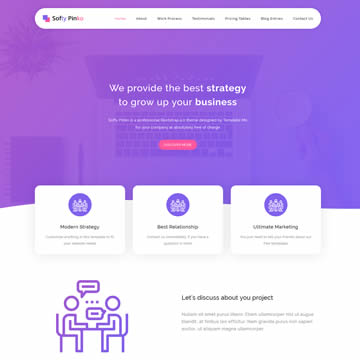 Softy Pinko
Home About Work Process Testimonials Pricing Tables Blog Entries Contact Us
We provide the best strategy
to grow up your business
Softy Pinko is a professional Bootstrap 4.0 theme designed by Template Mo
for your company at absolutely free of charge
DISCOVER MORE
Modern Strategy
Customize anything in this template to fit
your website needs
Best Relationship
Contact us immediately if you have a
question in mind
Ultimate Marketing
You just need to tell your friends about our
free templates
Let's discuss about you project
Nullam sit amet purus libero. Etiam ullamcorper nisl ut augue
blandit, at finibus leo efficitur. Nam gravida purus non sapien
auctor, ut aliquam magna ullamcorper.